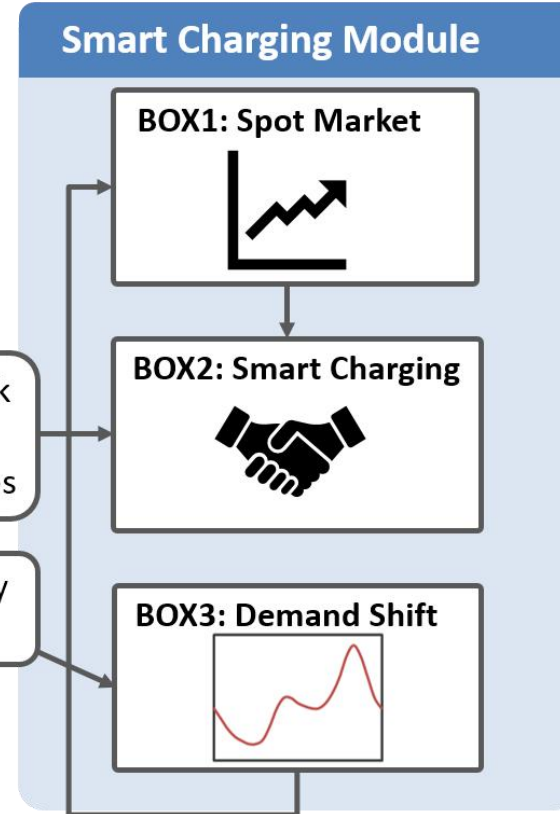 Smart Charging Module
BOX1: Spot Market
k
BOX2: Smart Charging
s
y
BOX3: Demand Shift